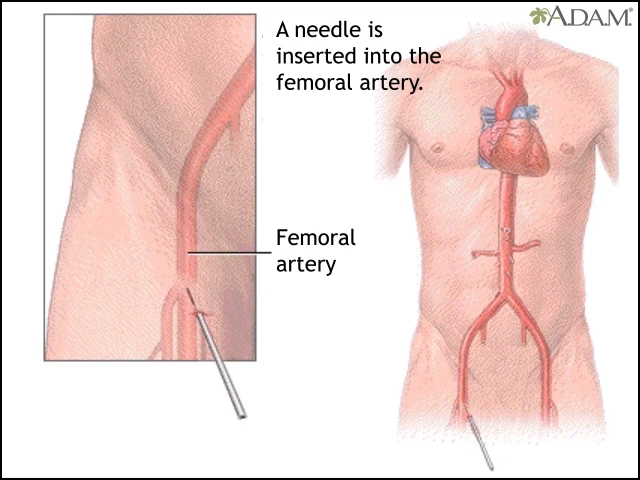 A needle is
inserted into the
femoral artery.
Femoral
artery
A.D.A.M.